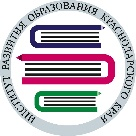 ИНСТИТУТ РАЗВИТИЯ ОБРАЗОВАНИЯ КРАСНОДАРСКОГО КРАЯ